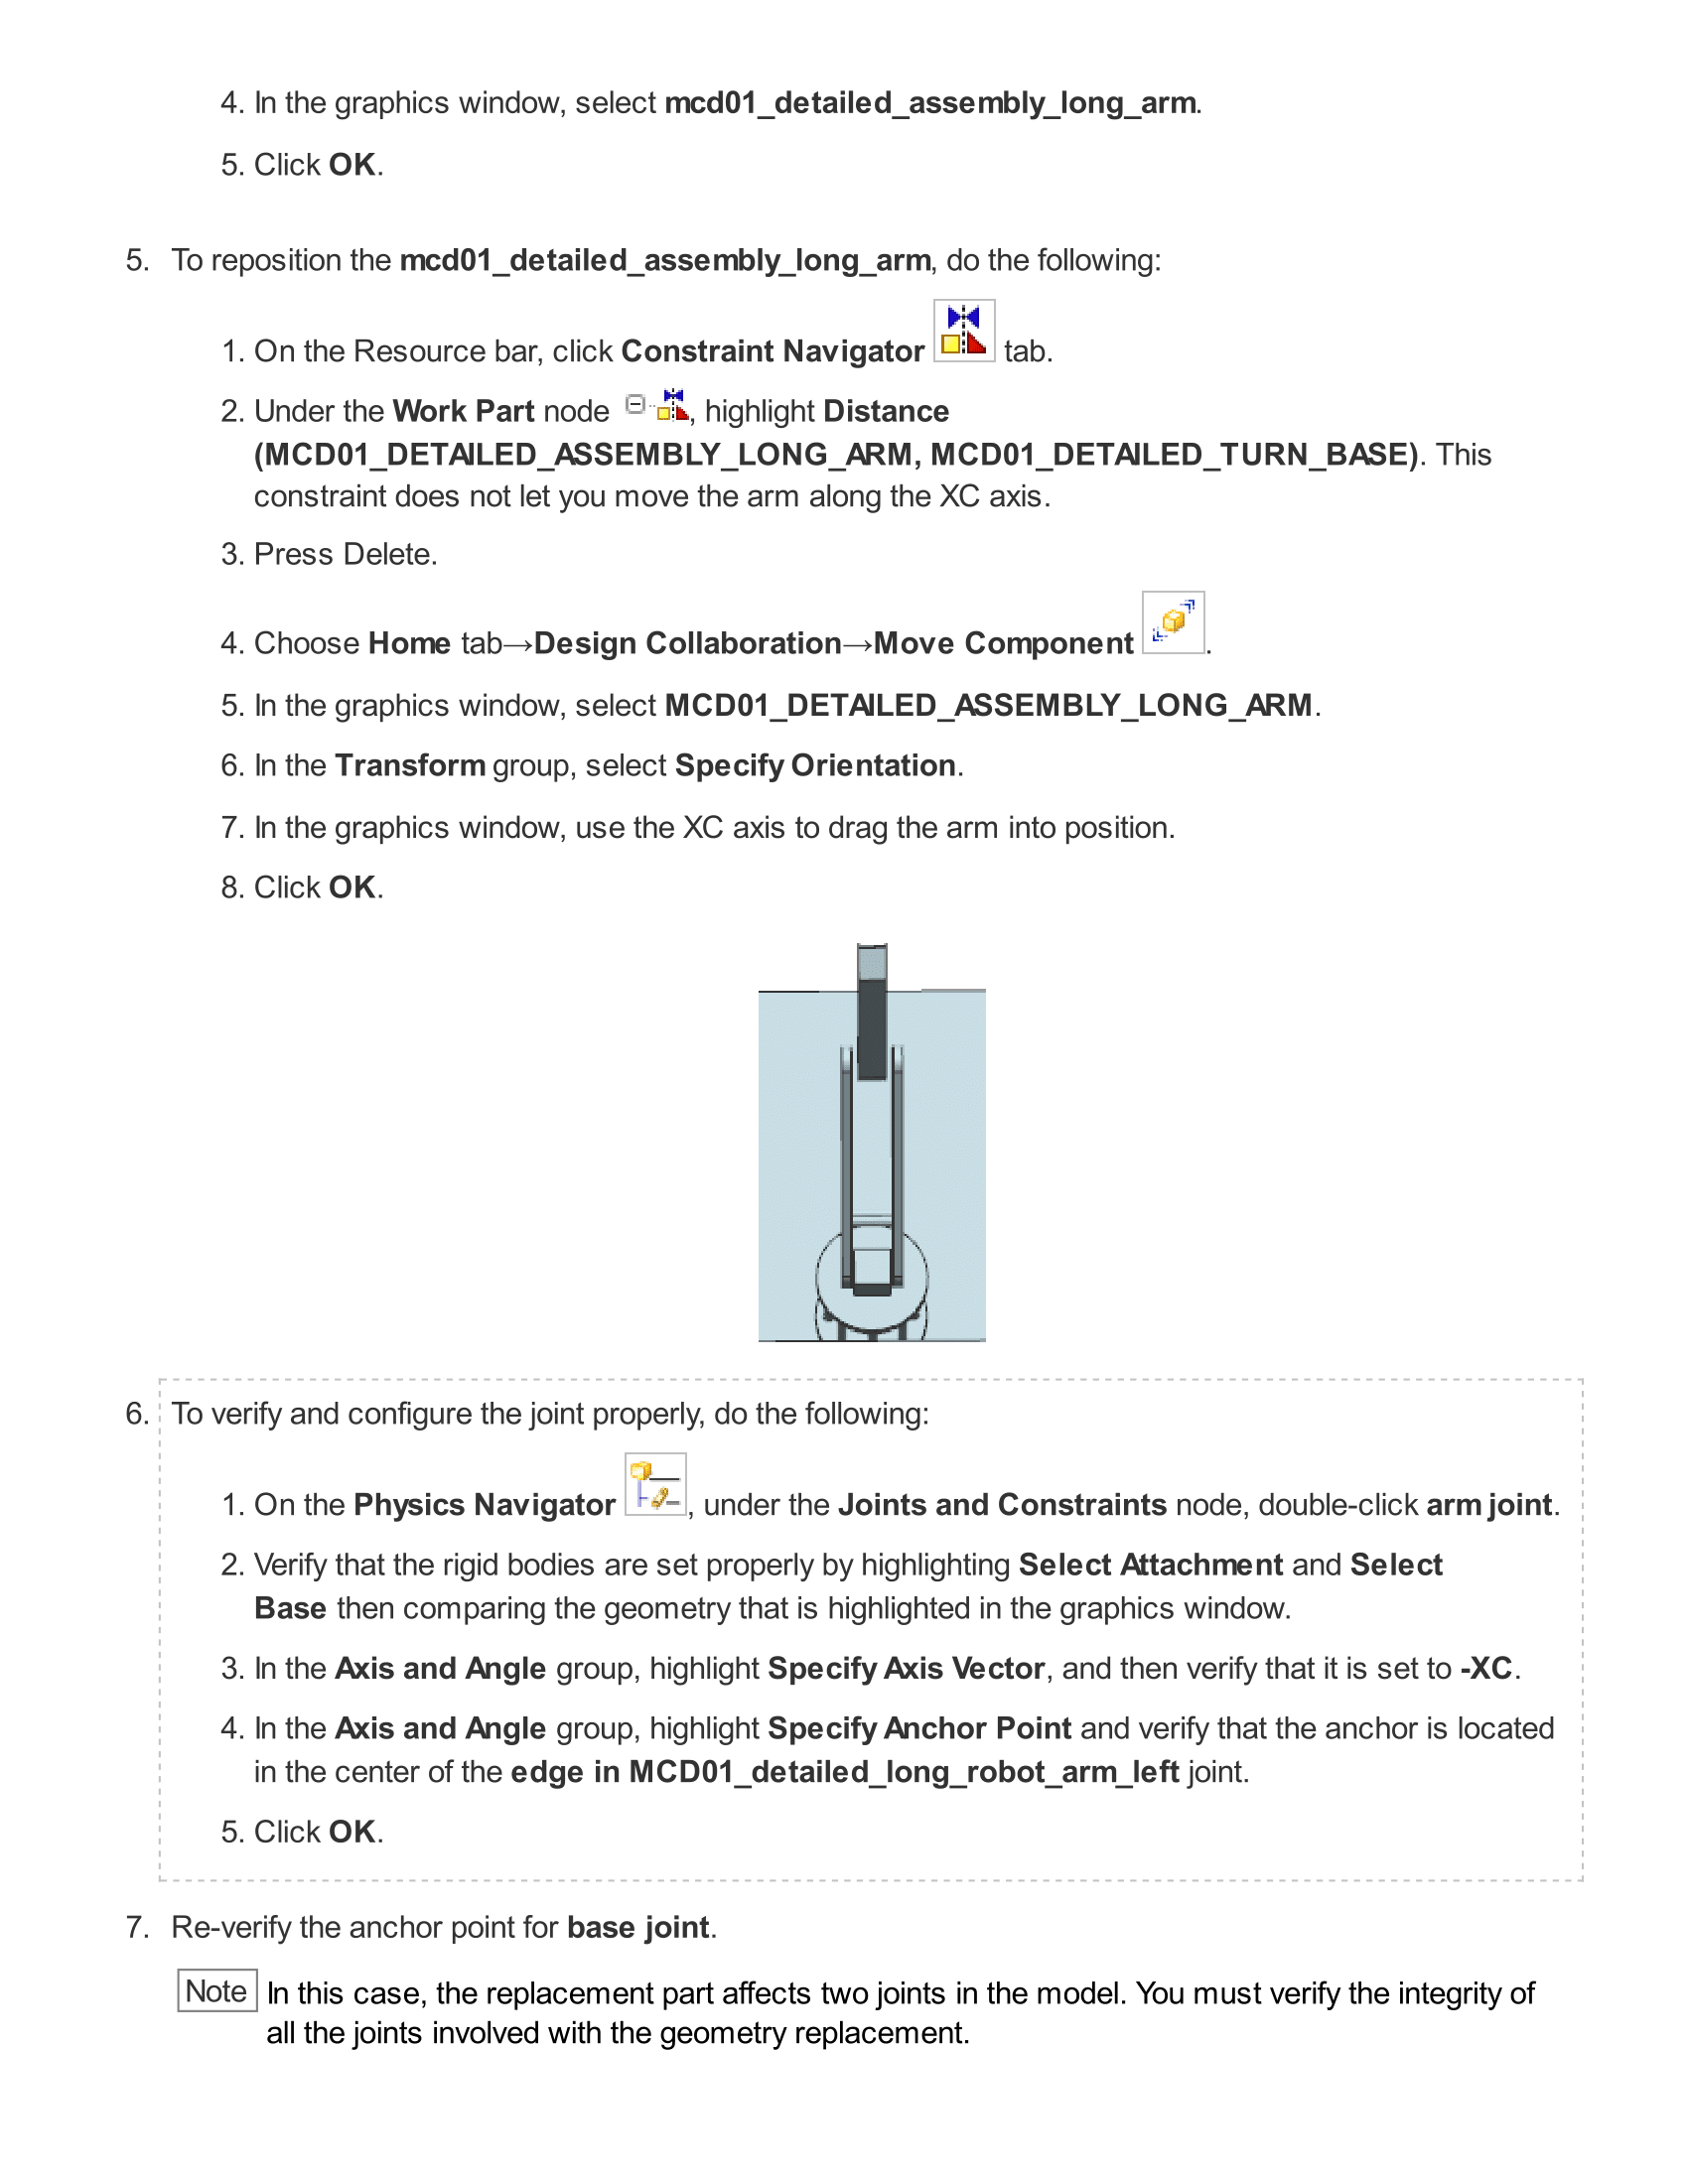 4. In the graphics window, select mcd01_detailed_assembly_long_arm.
5. Click OK.
5. To reposition the mcd01_detailed_assembly_long_arm, do the following:
1. On the Resource bar, click Constraint Navigator tab.
2. Under the Work Part node , highlight Distance
(MCD01_DETAILED_ASSEMBLY_LONG_ARM, MCD01_DETAILED_TURN_BASE). This
constraint does not let you move the arm along the XC axis.
3. Press Delete.
4. Choose Home tab→Design Collaboration→Move Component .
5. In the graphics window, select MCD01_DETAILED_ASSEMBLY_LONG_ARM.
6. In the Transform group, select Specify Orientation.
7. In the graphics window, use the XC axis to drag the arm into position.
8. Click OK.
6. To verify and configure the joint properly, do the following:
1. On the Physics Navigator , under the Joints and Constraints node, double-click arm joint.
2. Verify that the rigid bodies are set properly by highlighting Select Attachment and Select
Base then comparing the geometry that is highlighted in the graphics window.
3. In the Axis and Angle group, highlight Specify Axis Vector, and then verify that it is set to -XC.
4. In the Axis and Angle group, highlight Specify Anchor Point and verify that the anchor is located
in the center of the edge in MCD01_detailed_long_robot_arm_left joint.
5. Click OK.
7. Re-verify the anchor point for base joint.
Note In this case, the replacement part affects two joints in the model. You must verify the integrity of
all the joints involved with the geometry replacement.